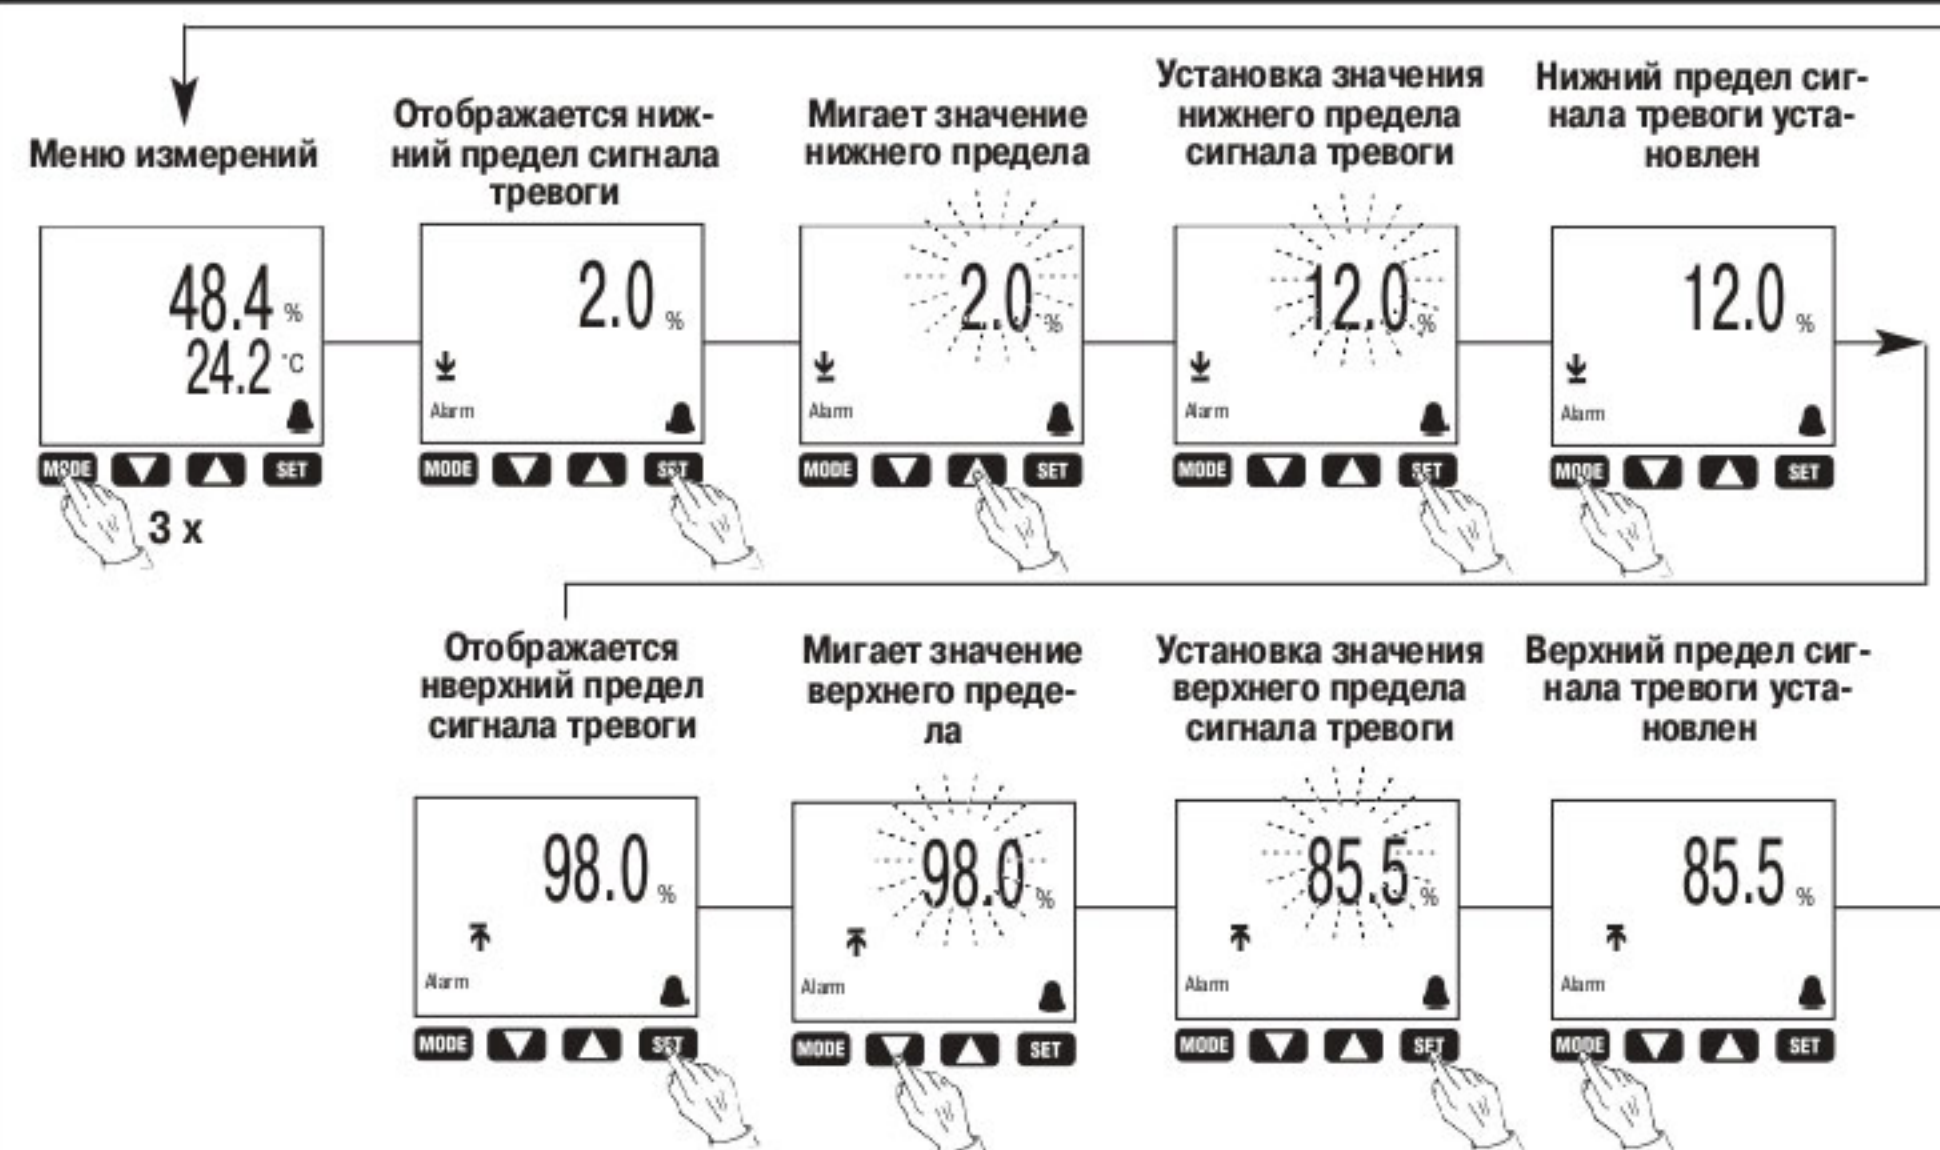 Меню измерений
Отображается ниж-
ний предел сигнала
тревоги
Мигает значение
нижнего предела
Установка значения
нижнего предела
сигнала тревоги
Нижний предел сиг-
нала тревоги уста-
новлен
48.4 %
24.2 °C
2.0 %
Alarm
2.0 %
Alarm
12.0 %
Alarm
12.0 %
Alarm
MODE SET
3 x
MODE SET
MODE SET
MODE SET
MODE SET
Отображается
нверхний предел
сигнала тревоги
Мигает значение
верхнего преде-
ла
Установка значения
верхнего предела
сигнала тревоги
Верхний предел сиг-
нала тревоги уста-
новлен
98.0 %
Alarm
98.0 %
Alarm
85.5 %
Alarm
85.5 %
Alarm
MODE SET
MODE SET
MODE SET
MODE SET